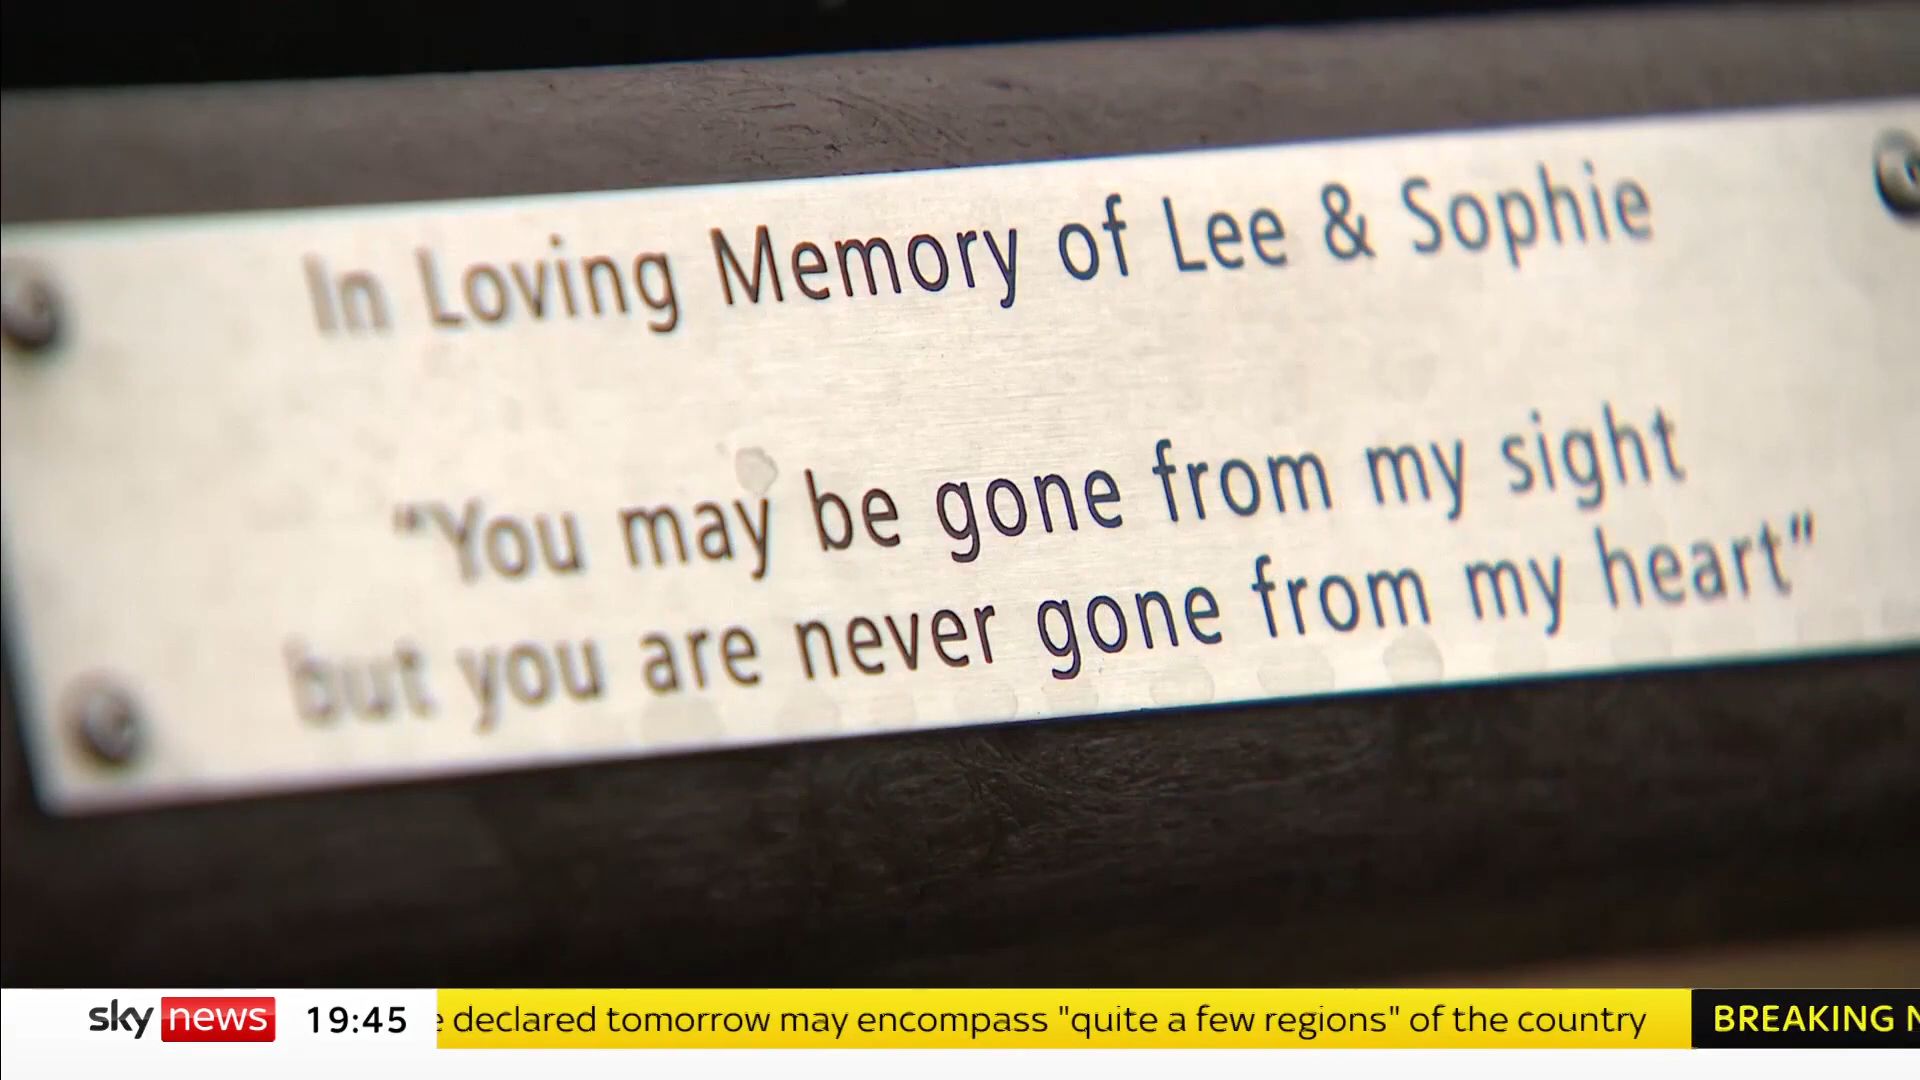 In Loving Memory of Lee & Sophie
"You may be gone from my sight
but you are never gone from my heart"
sky news 19:45 declared tomorrow may encompass "quite a few regions" of the country BREAKING